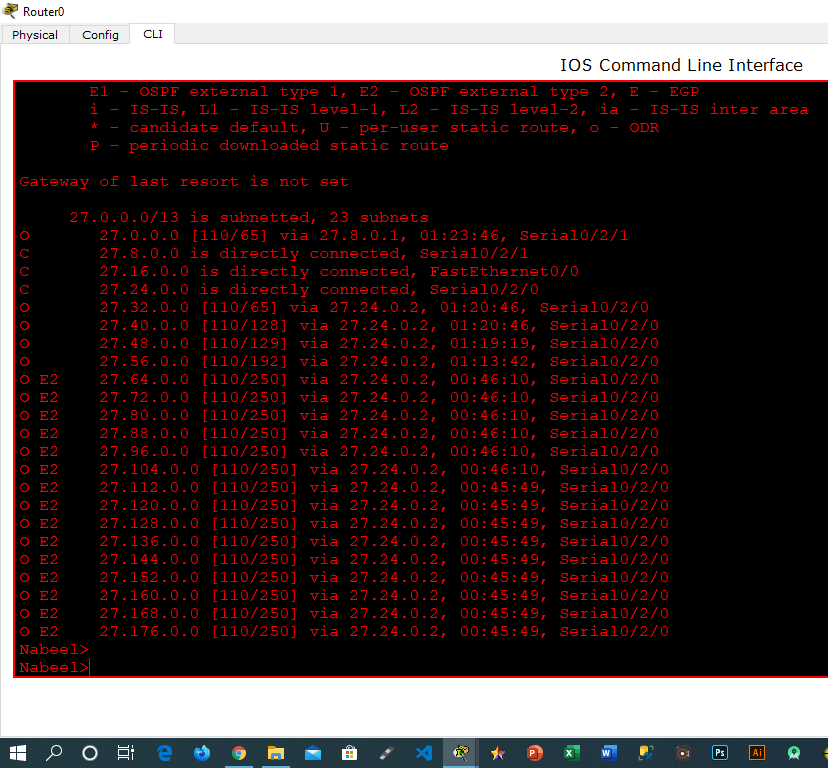 Router0
Physical Config CLI
IOS Command Line Interface
E1 - OSPF external type 1, E2 - OSPF external type 2, E - EGP
i - IS-IS, L1 - IS-IS level-1, L2 - IS-IS level-2, ia - IS-IS inter area
* - candidate default, U - per-user static route, o - ODR
P - periodic downloaded static route
Gateway of last resort is not set
27.0.0.0/13 is subnetted, 23 subnets
O 27.0.0.0 [110/65] via 27.8.0.1, 01:23:46, Serial0/2/1
C 27.8.0.0 is directly connected, Serial0/2/1
C 27.16.0.0 is directly connected, FastEthernet0/0
C 27.24.0.0 is directly connected, Serial0/2/0
O 27.32.0.0 [110/65] via 27.24.0.2, 01:20:46, Serial0/2/0
O 27.40.0.0 [110/128] via 27.24.0.2, 01:20:46, Serial0/2/0
O 27.48.0.0 [110/129] via 27.24.0.2, 01:19:19, Serial0/2/0
O 27.56.0.0 [110/192] via 27.24.0.2, 01:13:42, Serial0/2/0
O E2 27.64.0.0 [110/250] via 27.24.0.2, 00:46:10, Serial0/2/0
O E2 27.72.0.0 [110/250] via 27.24.0.2, 00:46:10, Serial0/2/0
O E2 27.80.0.0 [110/250] via 27.24.0.2, 00:46:10, Serial0/2/0
O E2 27.88.0.0 [110/250] via 27.24.0.2, 00:46:10, Serial0/2/0
O E2 27.96.0.0 [110/250] via 27.24.0.2, 00:46:10, Serial0/2/0
O E2 27.104.0.0 [110/250] via 27.24.0.2, 00:46:10, Serial0/2/0
O E2 27.112.0.0 [110/250] via 27.24.0.2, 00:45:49, Serial0/2/0
O E2 27.120.0.0 [110/250] via 27.24.0.2, 00:45:49, Serial0/2/0
O E2 27.128.0.0 [110/250] via 27.24.0.2, 00:45:49, Serial0/2/0
O E2 27.136.0.0 [110/250] via 27.24.0.2, 00:45:49, Serial0/2/0
O E2 27.144.0.0 [110/250] via 27.24.0.2, 00:45:49, Serial0/2/0
O E2 27.152.0.0 [110/250] via 27.24.0.2, 00:45:49, Serial0/2/0
O E2 27.160.0.0 [110/250] via 27.24.0.2, 00:45:49, Serial0/2/0
O E2 27.168.0.0 [110/250] via 27.24.0.2, 00:45:49, Serial0/2/0
O E2 27.176.0.0 [110/250] via 27.24.0.2, 00:45:49, Serial0/2/0
Nabeel>
Nabeel>
Ps Ai